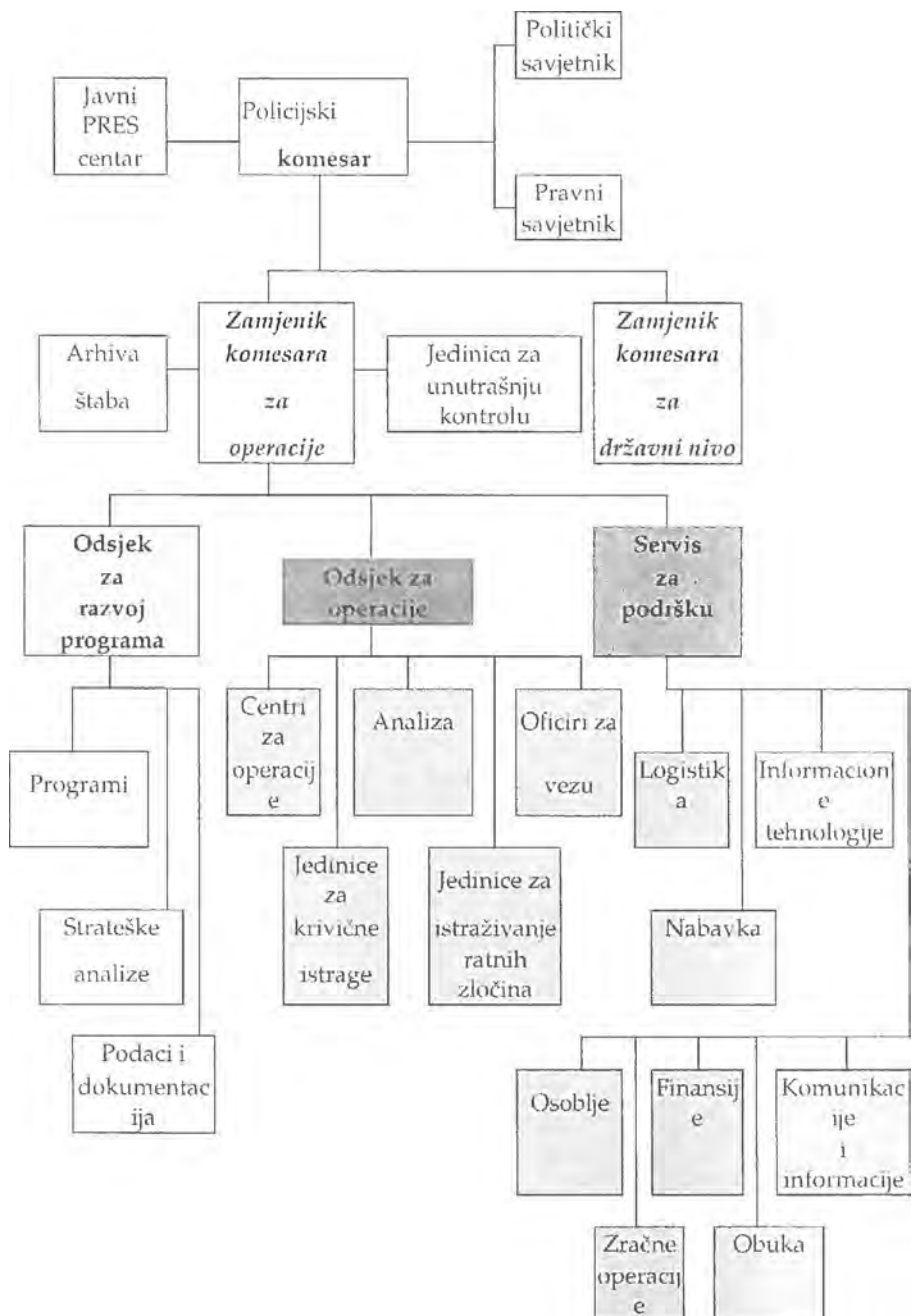 Politički
savjetnik
Javni
PRES
centar
Policijski
komesar
Pravni
savjetnik
Zamjenik
komesara
za
operacije
Zamjenik
komesara
za
državni nivo
Arhiva
štaba
Jedinica za
unutrašnju
kontrolu
Odsjek
za
razvoj
programa
Odsjek za
operacije
Servis
za
podršku
Centri
za
operacij
e
Analiza
Oficiri za
vezu
Programi
Logistik
a
Informacion
e
tehnologije
Jedinice
za
krivične
istrage
Jedinice za
istraživanje
ratnih
zločina
Strateške
analize
Nabavka
Podaci i
dokumentac
ija
Osoblje
Finansij
e
Komunikac
ije
i
informacije
Zračne
operacij
e
Obuka